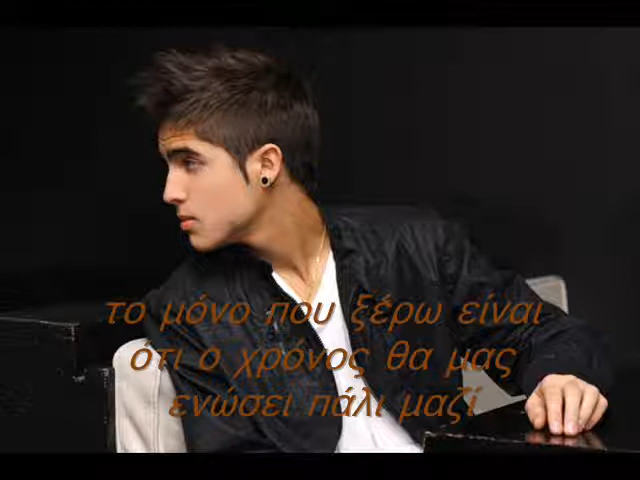 το μόνο που ξέρω είναι
ότι ο χρόνος θα μας
ενώσει πάλι μαζί